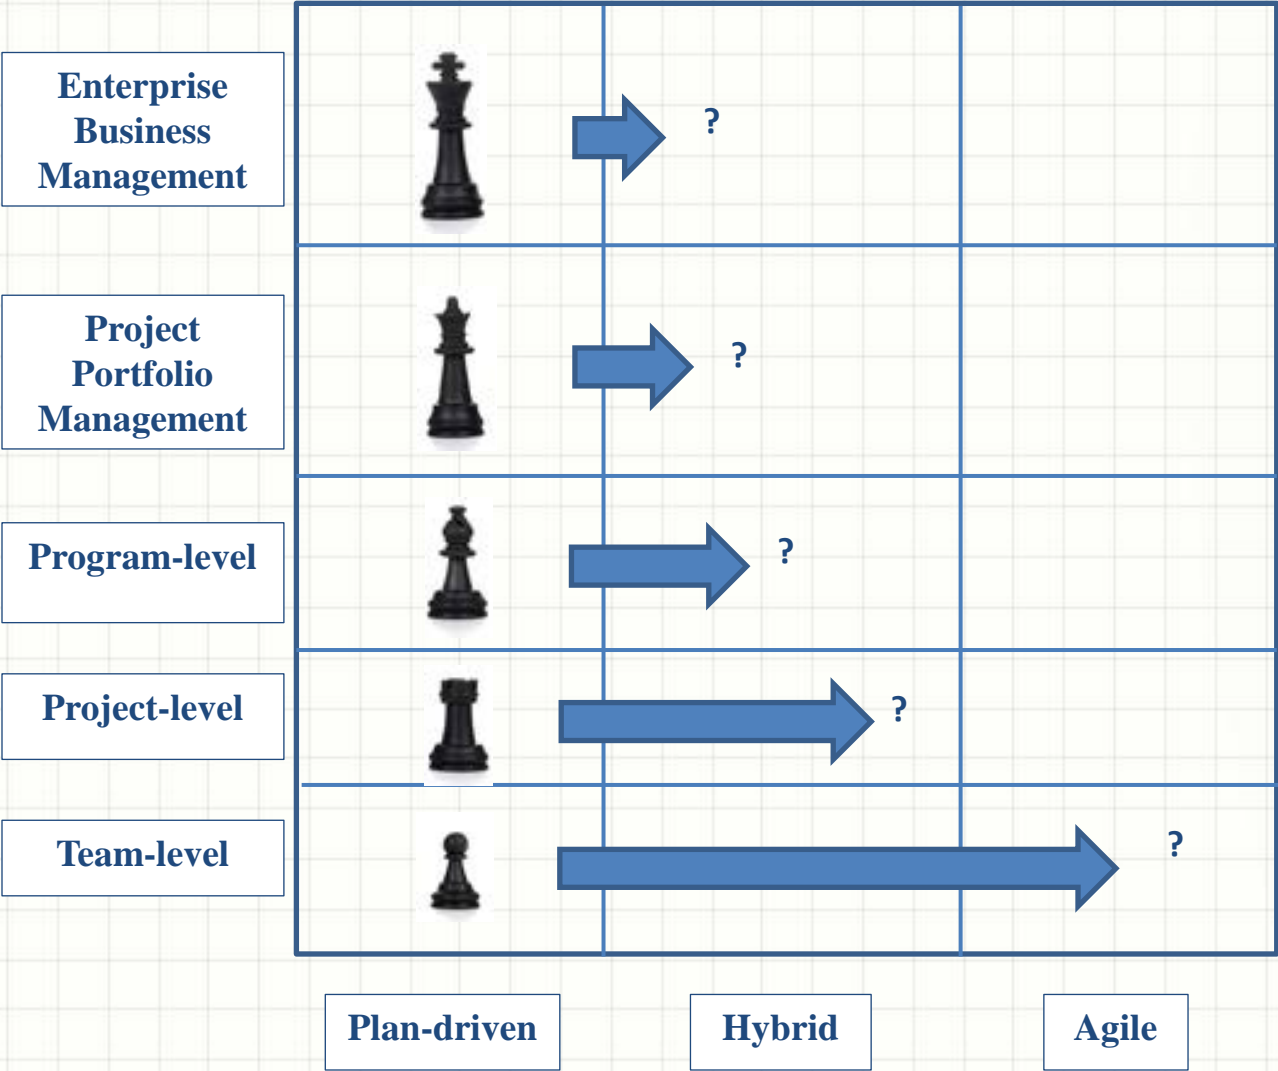 Enterprise
Business
Management
?
Project
Portfolio
Management
?
Program-level
?
Project-level
?
Team-level
?
Plan-driven
Hybrid
Agile